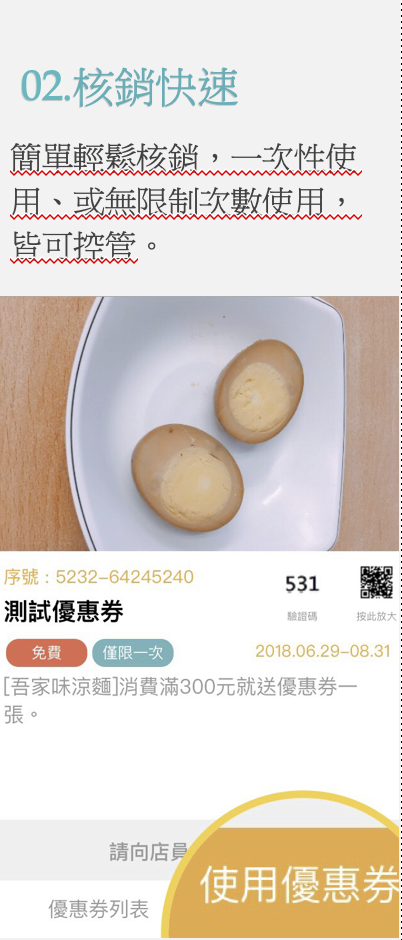 02.核銷快速
簡單輕鬆核銷，一次性使
用、或無限制次數使用，
皆可控管。
序號：5232-64245240
531
測試優惠券
驗證碼
按此放大
免費
僅限一次
2018.06.29-08.31
[吾家味涼麵]消費滿300元就送優惠券一
張。
請向店員
使用優惠券
優惠券列表